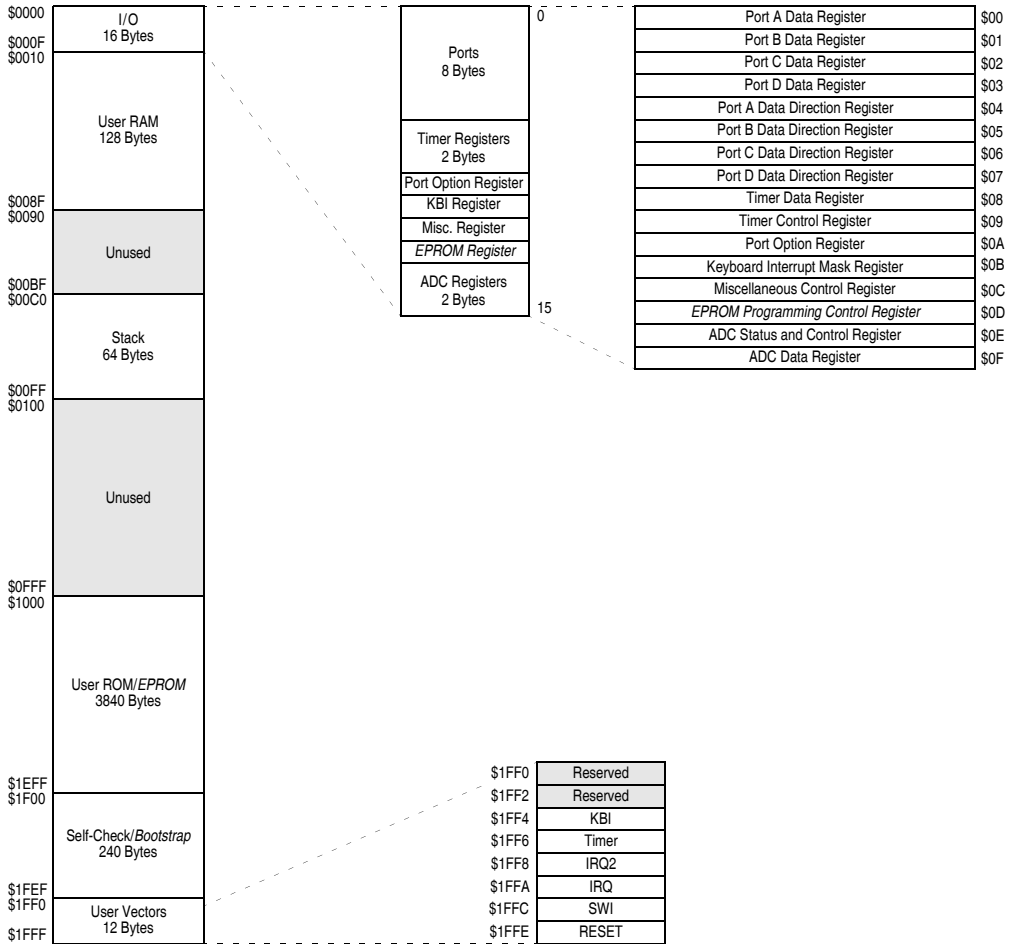 $0000
I/O
16 Bytes
$000F
$0010
User RAM
128 Bytes
$008F
$0090
Unused
$00BF
$00C0
Stack
64 Bytes
$00FF
$0100
Unused
$0FFF
$1000
User ROM/EPROM
3840 Bytes
$1EFF
$1F00
Self-Check/Bootstrap
240 Bytes
$1FEF
$1FF0
User Vectors
12 Bytes
$1FFF
0
Ports
8 Bytes
Timer Registers
2 Bytes
Port Option Register
KBI Register
Misc. Register
EPROM Register
ADC Registers
2 Bytes
15
Port A Data Register $00
Port B Data Register $01
Port C Data Register $02
Port D Data Register $03
Port A Data Direction Register $04
Port B Data Direction Register $05
Port C Data Direction Register $06
Port D Data Direction Register $07
Timer Data Register $08
Timer Control Register $09
Port Option Register $0A
Keyboard Interrupt Mask Register $0B
Miscellaneous Control Register $0C
EPROM Programming Control Register $0D
ADC Status and Control Register $0E
ADC Data Register $0F
$1FF0 Reserved
$1FF2 Reserved
$1FF4 KBI
$1FF6 Timer
$1FF8 IRQ2
$1FFA IRQ
$1FFC SWI
$1FFE RESET